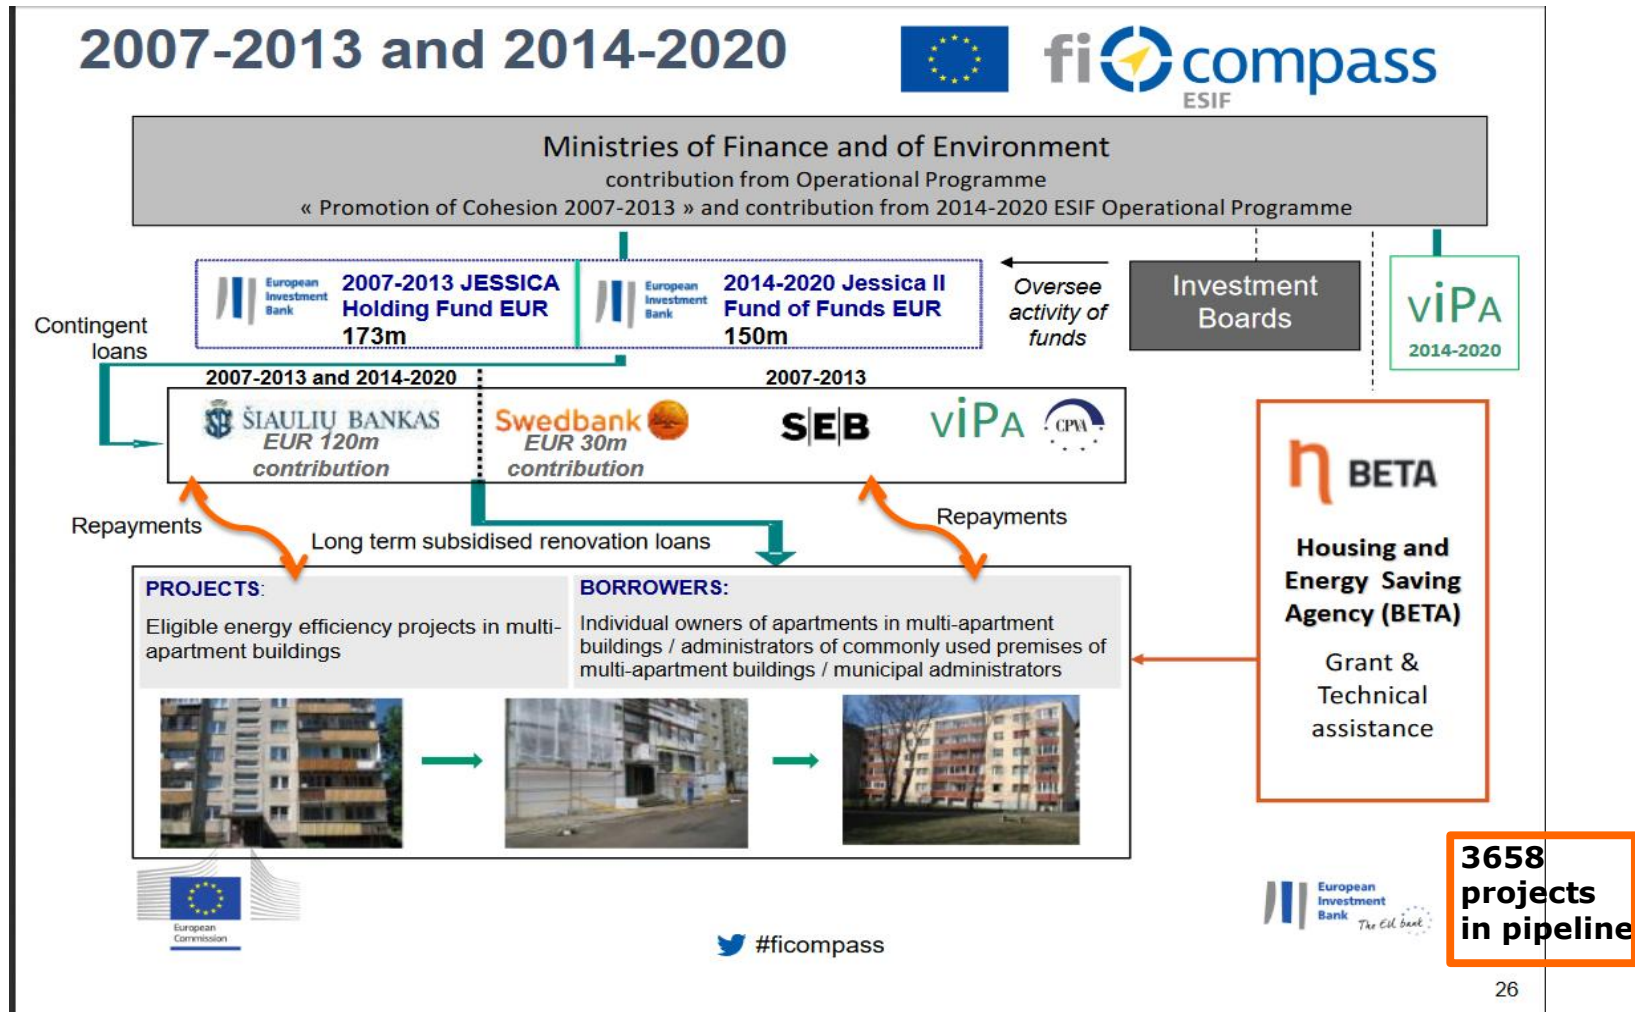 2007-2013 and 2014-2020
fi compass
ESIF
Ministries of Finance and of Environment
contribution from Operational Programme
« Promotion of Cohesion 2007-2013 » and contribution from 2014-2020 ESIF Operational Programme
European
Investment
Bank
2007-2013 JESSICA
Holding Fund EUR
173m
European
Investment
Bank
2014-2020 Jessica II
Fund of Funds EUR
150m
Oversee
activity of
funds
Investment
Boards
viPA
2014-2020
Contingent
loans
2007-2013 and 2014-2020
2007-2013
ŠIAULIŲ BANKAS
EUR 120m
contribution
Swedbank
EUR 30m
contribution
S|E|B
viPA
CPVA
Repayments
Long term subsidised renovation loans
Repayments
PROJECTS:
Eligible energy efficiency projects in multi-
apartment buildings
BORROWERS:
Individual owners of apartments in multi-apartment
buildings / administrators of commonly used premises of
multi-apartment buildings / municipal administrators
BETA
Housing and
Energy Saving
Agency (BETA)
Grant &
Technical
assistance
European
Commission
#ficompass
European
Investment
Bank
The EU bank
3658
projects
in pipeline
26